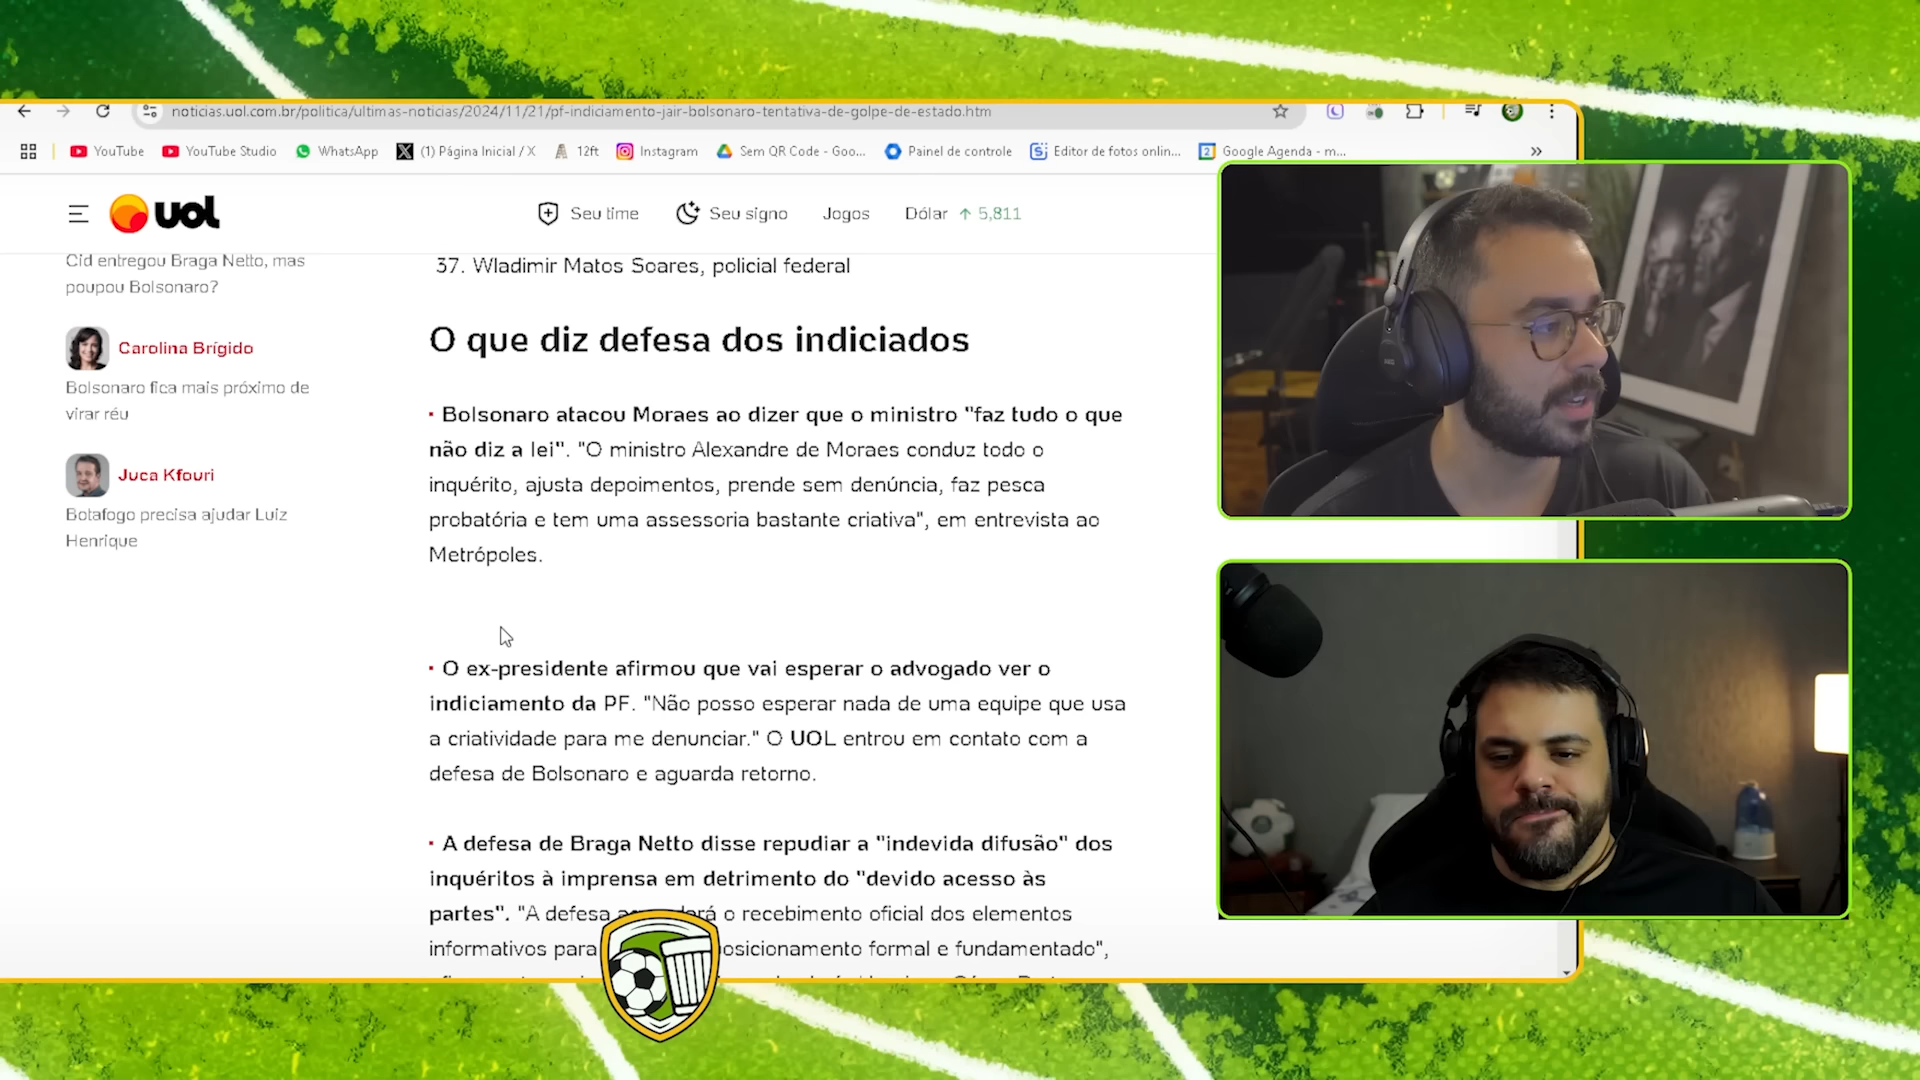 noticias.uol.com.br/politica/ultimas-noticias/2024/11/21/pf-indiciamento-jair-bolsonaro-tentativa-de-golpe-de-estado.htm
YouTube YouTube Studio WhatsApp (1) Página Inicial / X 12ft Instagram Sem QR Code - Goo... Painel de controle Editor de fotos onlin... Google Agenda - m... »
uol Seu time Seu signo Jogos Dólar ↑ 5,811
Cid entregou Braga Netto, mas
poupou Bolsonaro?
Carolina Brígido
Bolsonaro fica mais próximo de
virar réu
Juca Kfouri
Botafogo precisa ajudar Luiz
Henrique
37. Wladimir Matos Soares, policial federal
O que diz defesa dos indiciados
· Bolsonaro atacou Moraes ao dizer que o ministro "faz tudo o que
não diz a lei". "O ministro Alexandre de Moraes conduz todo o
inquérito, ajusta depoimentos, prende sem denúncia, faz pesca
probatória e tem uma assessoria bastante criativa", em entrevista ao
Metrópoles.
· O ex-presidente afirmou que vai esperar o advogado ver o
indiciamento da PF. "Não posso esperar nada de uma equipe que usa
a criatividade para me denunciar." O UOL entrou em contato com a
defesa de Bolsonaro e aguarda retorno.
· A defesa de Braga Netto disse repudiar a "indevida difusão" dos
inquéritos à imprensa em detrimento do "devido acesso às
partes". "A defesa o recebimento oficial dos elementos
informativos para formal e fundamentado",